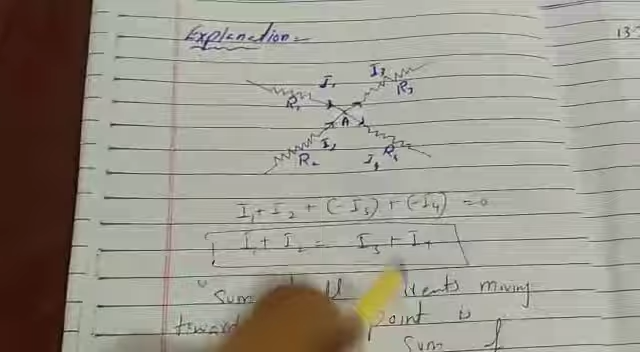 Explanation:-
I₁ I₃
R₁ R₃
A
R₂ I₂ I₄ R₄
I₁ + I₂ + (-I₃) + (-I₄) = 0
I₁ + I₂ = I₃ + I₄
"Sum moving
point is
sum of